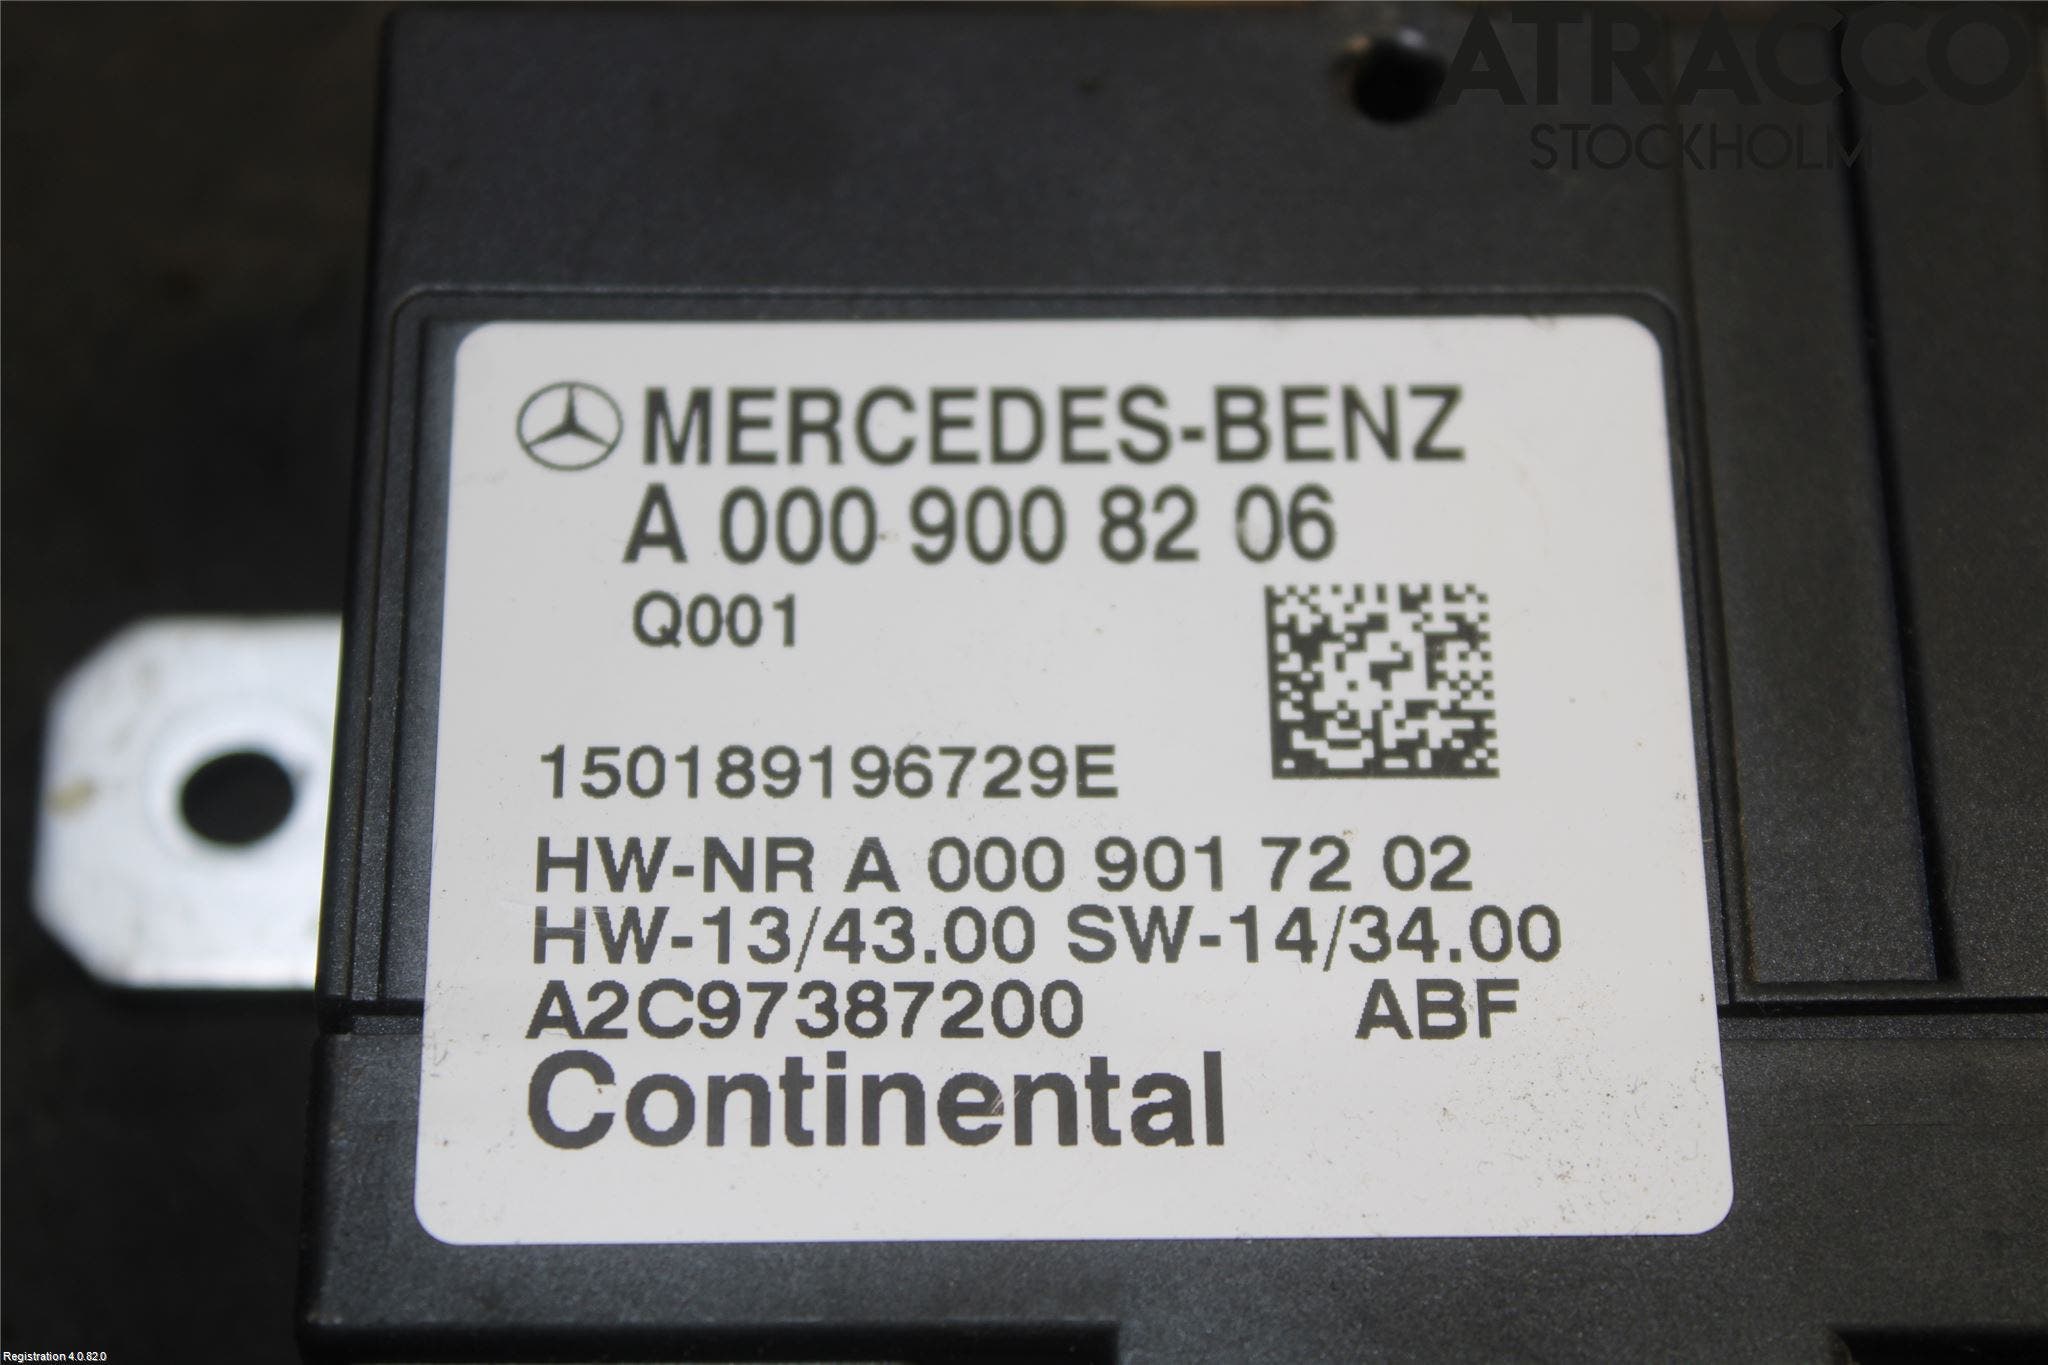 ATRACCO
STOCKHOLM
MERCEDES-BENZ
A 000 900 82 06
Q001
150189196729E
HW-NR A 000 901 72 02
HW-13/43.00 SW-14/34.00
A2C97387200 ABF
Continental
Registration 4.0.82.0